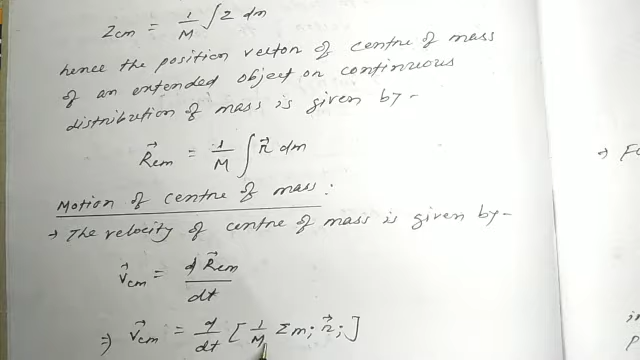 Zcm = 1/M ∫ z dm
hence the position vector of centre of mass
of an extended object or continuous
distribution of mass is given by -
R⃗cm = 1/M ∫ r⃗ dm
Motion of centre of mass :
→ The velocity of centre of mass is given by -
v⃗cm = d R⃗cm / dt
⇒ v⃗cm = d/dt [ 1/M Σ mi r⃗i ]